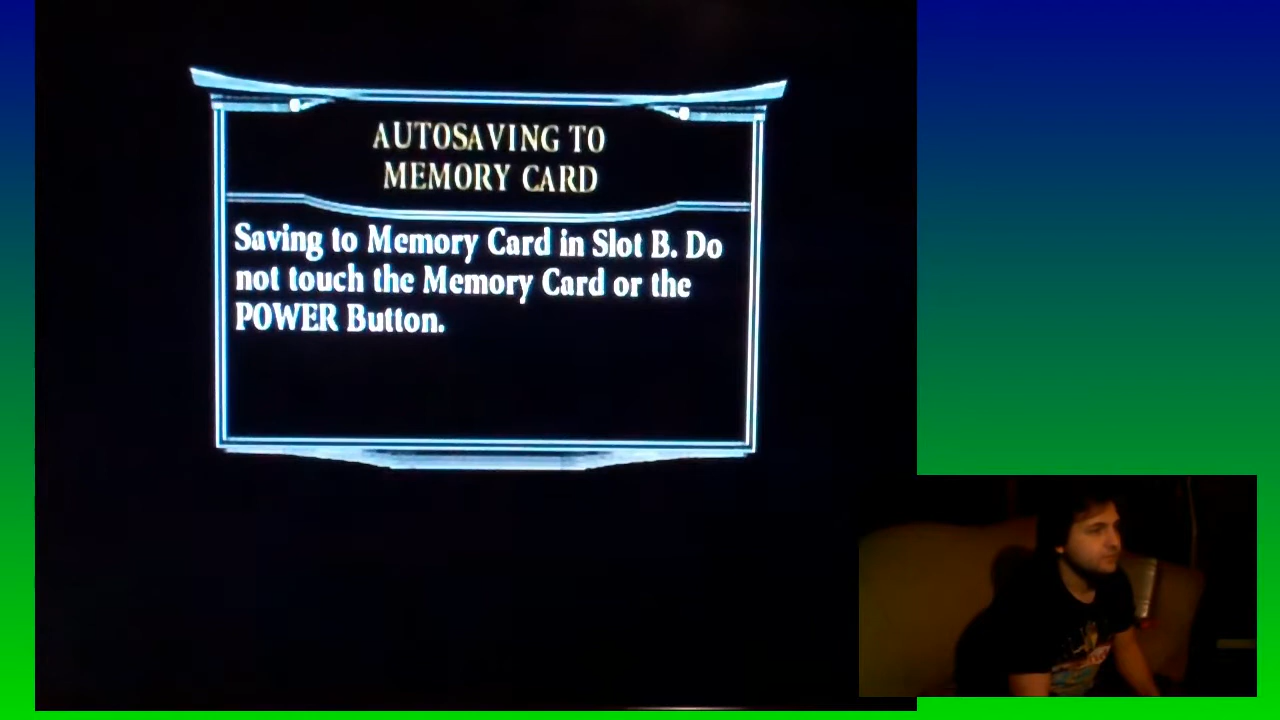 AUTOSAVING TO
MEMORY CARD
Saving to Memory Card in Slot B. Do
not touch the Memory Card or the
POWER Button.